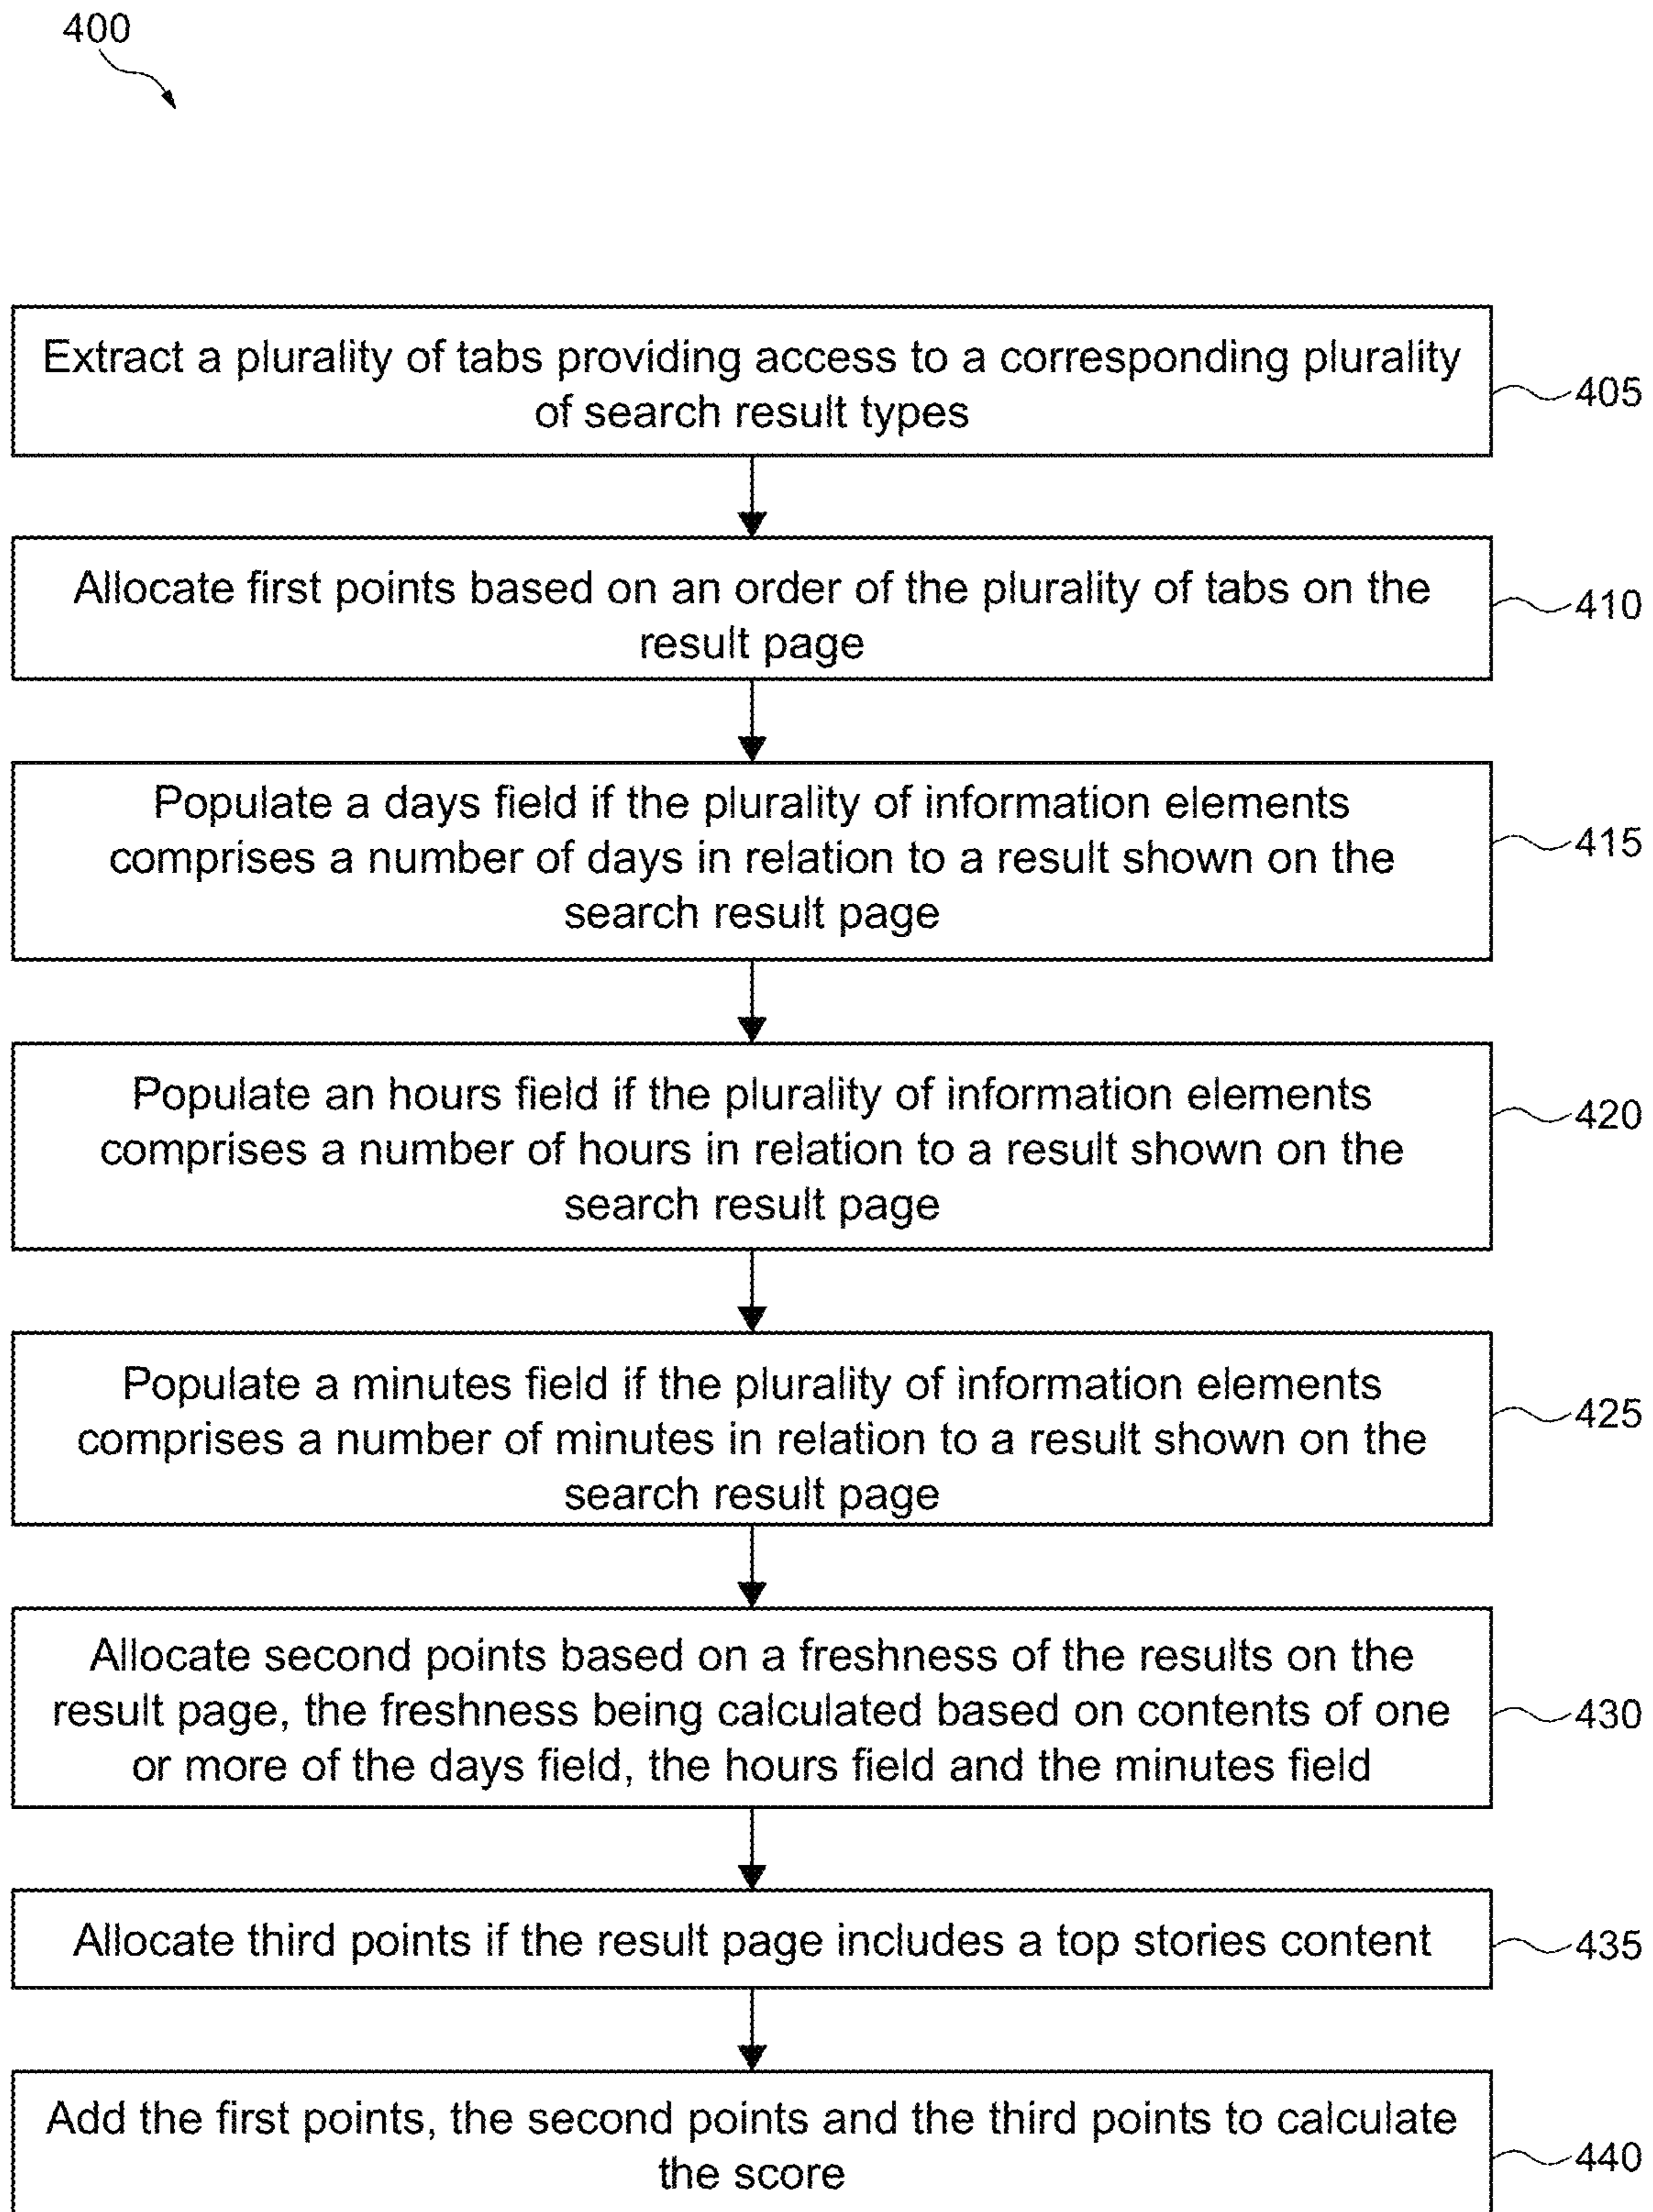 400
Extract a plurality of tabs providing access to a corresponding plurality
of search result types
405
Allocate first points based on an order of the plurality of tabs on the
result page
410
Populate a days field if the plurality of information elements
comprises a number of days in relation to a result shown on the
search result page
415
Populate an hours field if the plurality of information elements
comprises a number of hours in relation to a result shown on the
search result page
420
Populate a minutes field if the plurality of information elements
comprises a number of minutes in relation to a result shown on the
search result page
425
Allocate second points based on a freshness of the results on the
result page, the freshness being calculated based on contents of one
or more of the days field, the hours field and the minutes field
430
Allocate third points if the result page includes a top stories content
435
Add the first points, the second points and the third points to calculate
the score
440